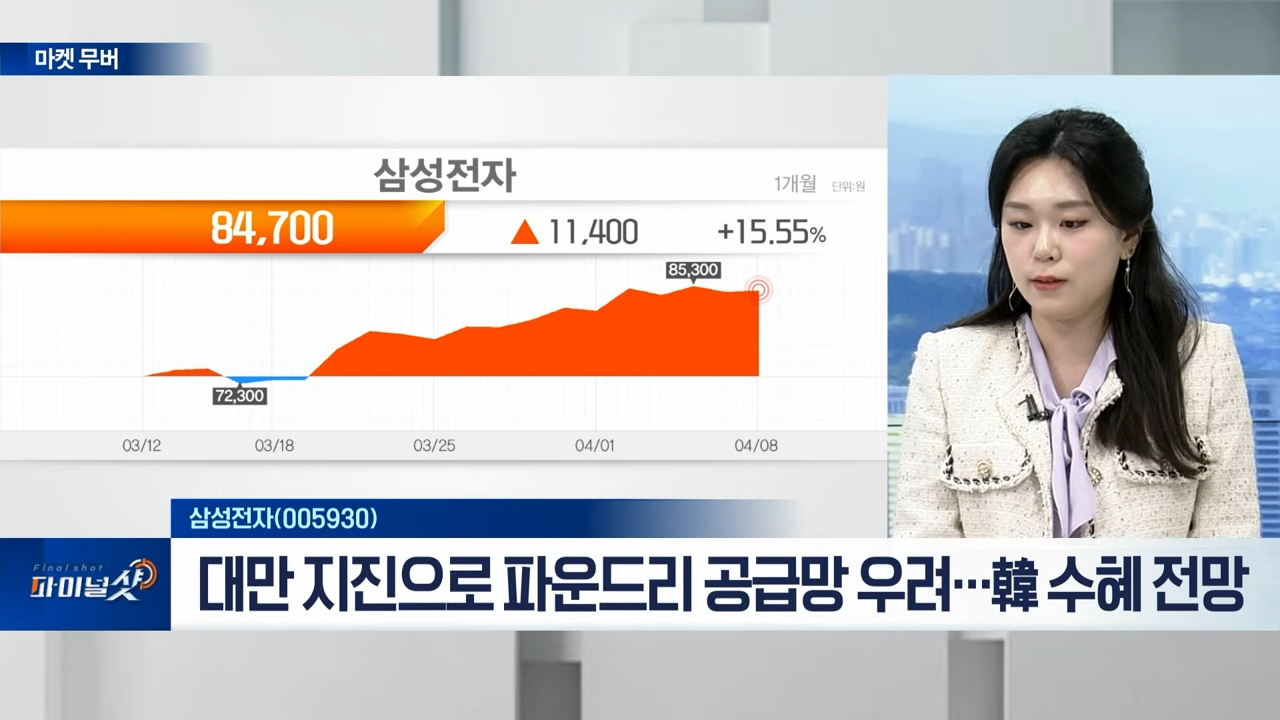 마켓 무버
삼성전자
1개월 단위:원
84,700 ▲ 11,400 +15.55%
85,300
72,300
03/12 03/18 03/25 04/01 04/08
삼성전자(005930)
Final shot
파이널샷
대만 지진으로 파운드리 공급망 우려…韓 수혜 전망